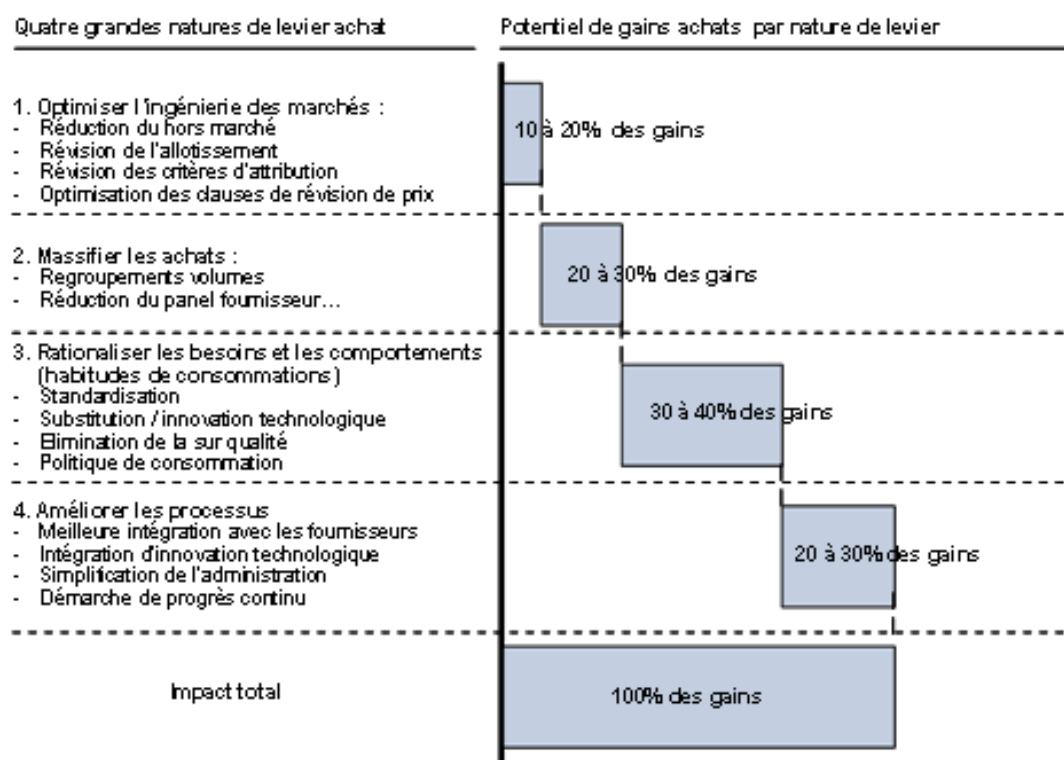 Quatre grandes natures de levier achat
Potentiel de gains achats par nature de levier
1. Optimiser l'ingénierie des marchés :
- Réduction du hors marché
- Révision de l'allotissement
- Révision des critères d'attribution
- Optimisation des clauses de révision de prix
10 à 20% des gains
2. Massifier les achats :
- Regroupements volumes
- Réduction du panel fournisseur...
20 à 30% des gains
3. Rationaliser les besoins et les comportements
(habitudes de consommations)
- Standardisation
- Substitution / innovation technologique
- Elimination de la sur qualité
- Politique de consommation
30 à 40% des gains
4. Améliorer les processus
- Meilleure intégration avec les fournisseurs
- Intégration d'innovation technologique
- Simplification de l'administration
- Démarche de progrès continu
20 à 30% des gains
Impact total
100% des gains